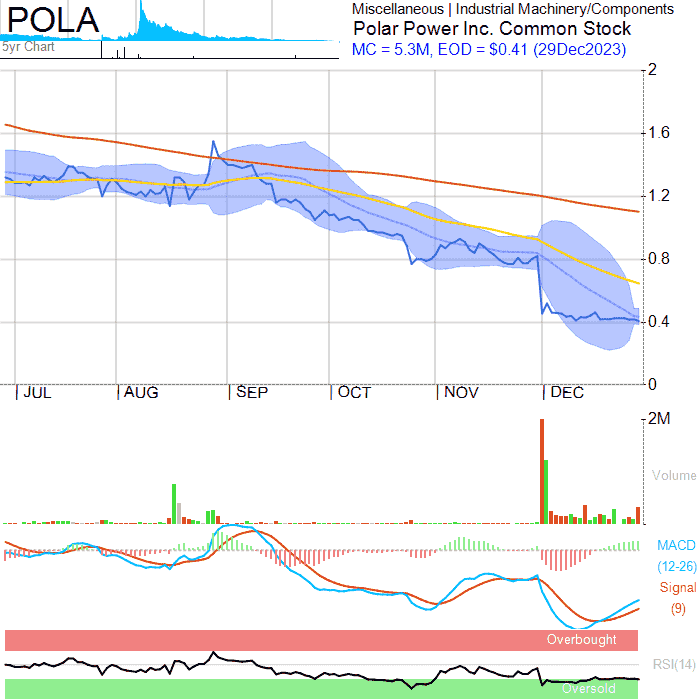 POLA
5yr Chart
Miscellaneous | Industrial Machinery/Components
Polar Power Inc. Common Stock
MC = 5.3M, EOD = $0.41 (29Dec2023)
2
1.6
1.2
0.8
0.4
0
JUL AUG SEP OCT NOV DEC
2M
Volume
MACD
(12-26)
Signal
(9)
Overbought
RSI(14)
Oversold